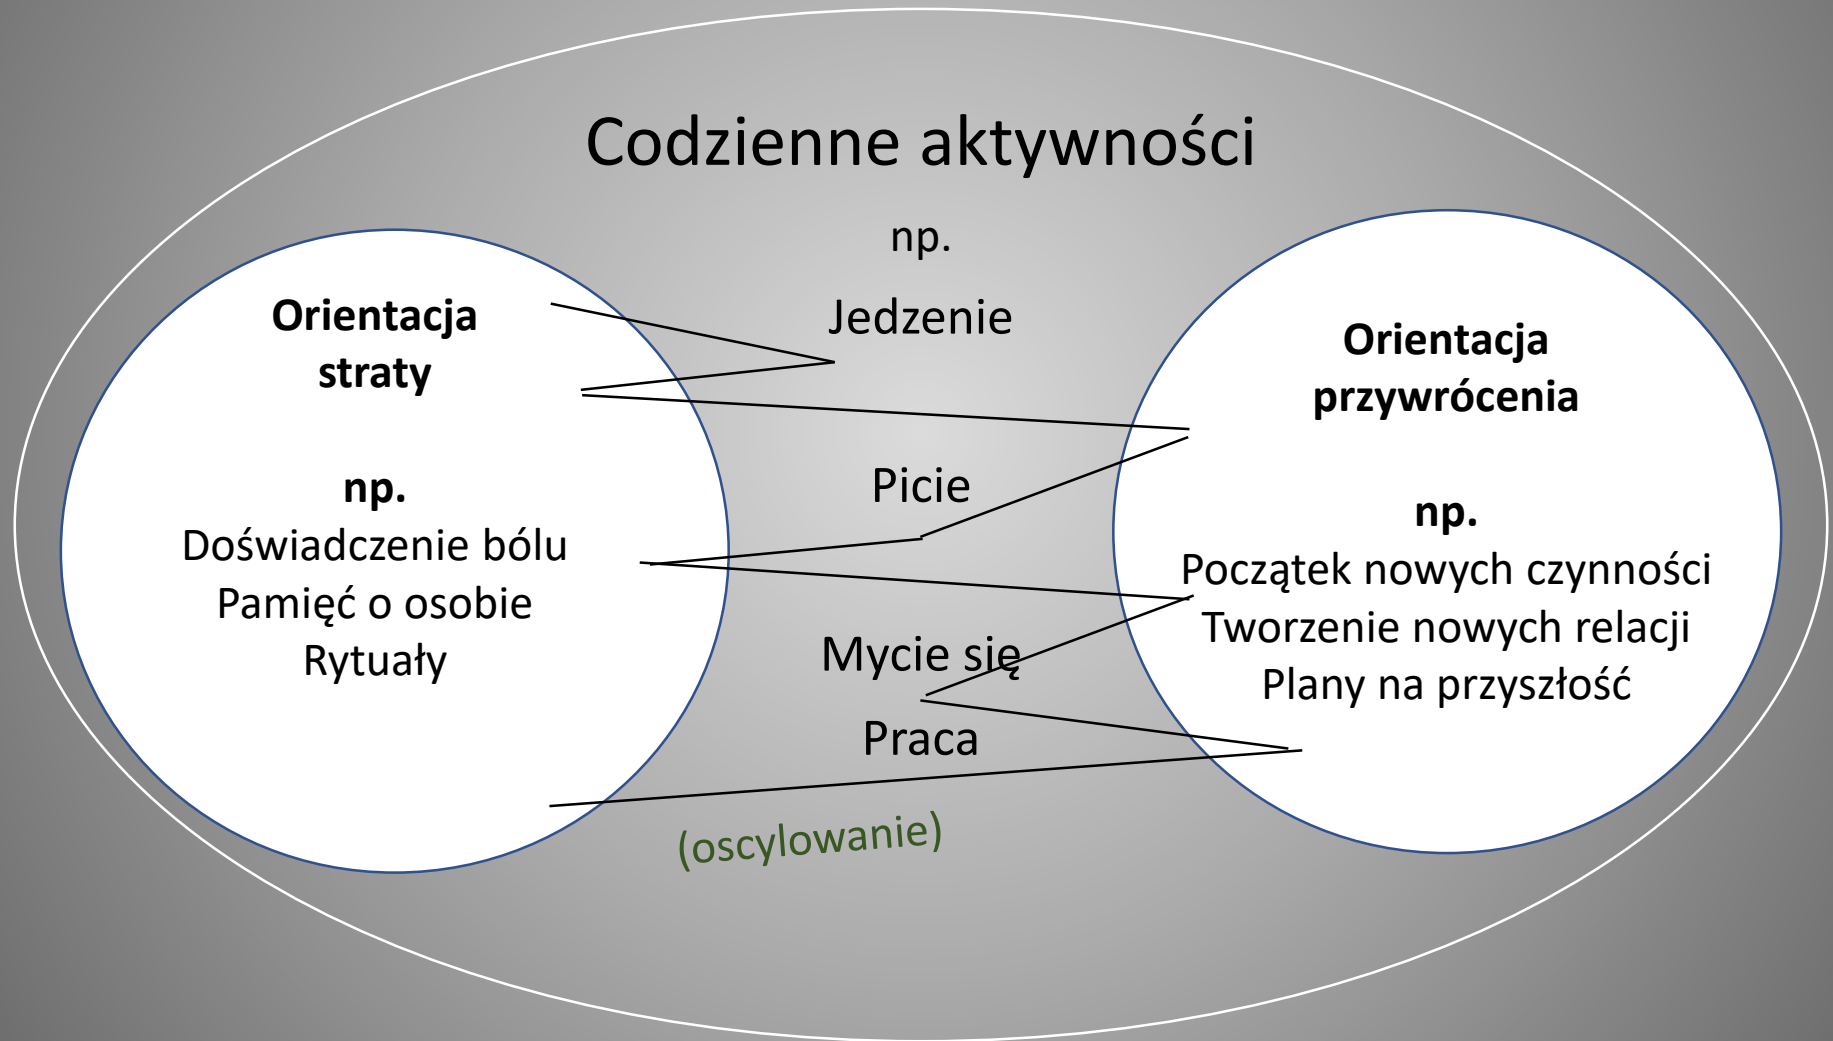 Codzienne aktywności
np.
Jedzenie
Picie
Mycie się
Praca
(oscylowanie)
Orientacja
straty
np.
Doświadczenie bólu
Pamięć o osobie
Rytuały
Orientacja
przywrócenia
np.
Początek nowych czynności
Tworzenie nowych relacji
Plany na przyszłość